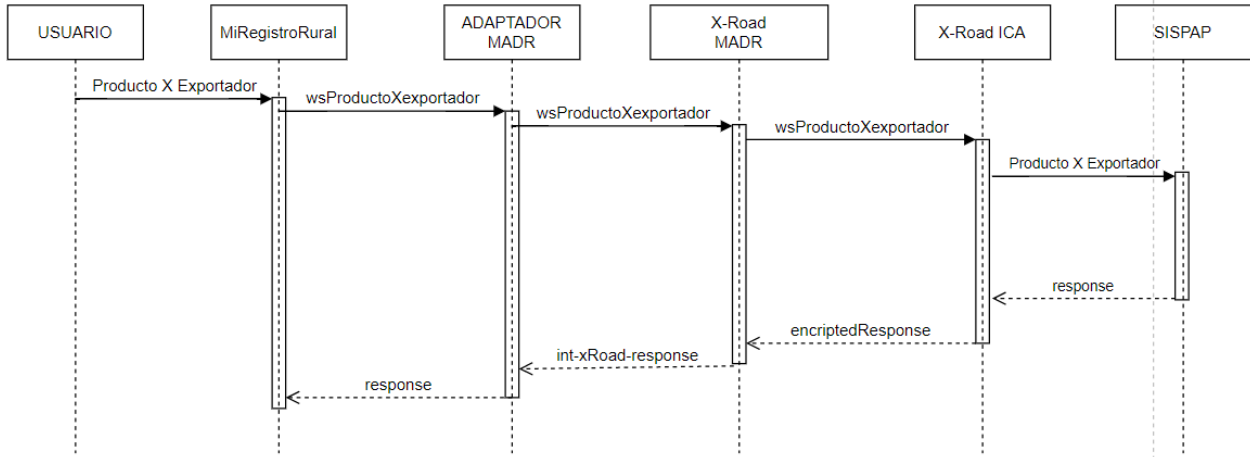 USUARIO
MiRegistroRural
ADAPTADOR
MADR
X-Road
MADR
X-Road ICA
SISPAP
Producto X Exportador
wsProductoXexportador
wsProductoXexportador
wsProductoXexportador
Producto X Exportador
response
encriptedResponse
int-xRoad-response
response